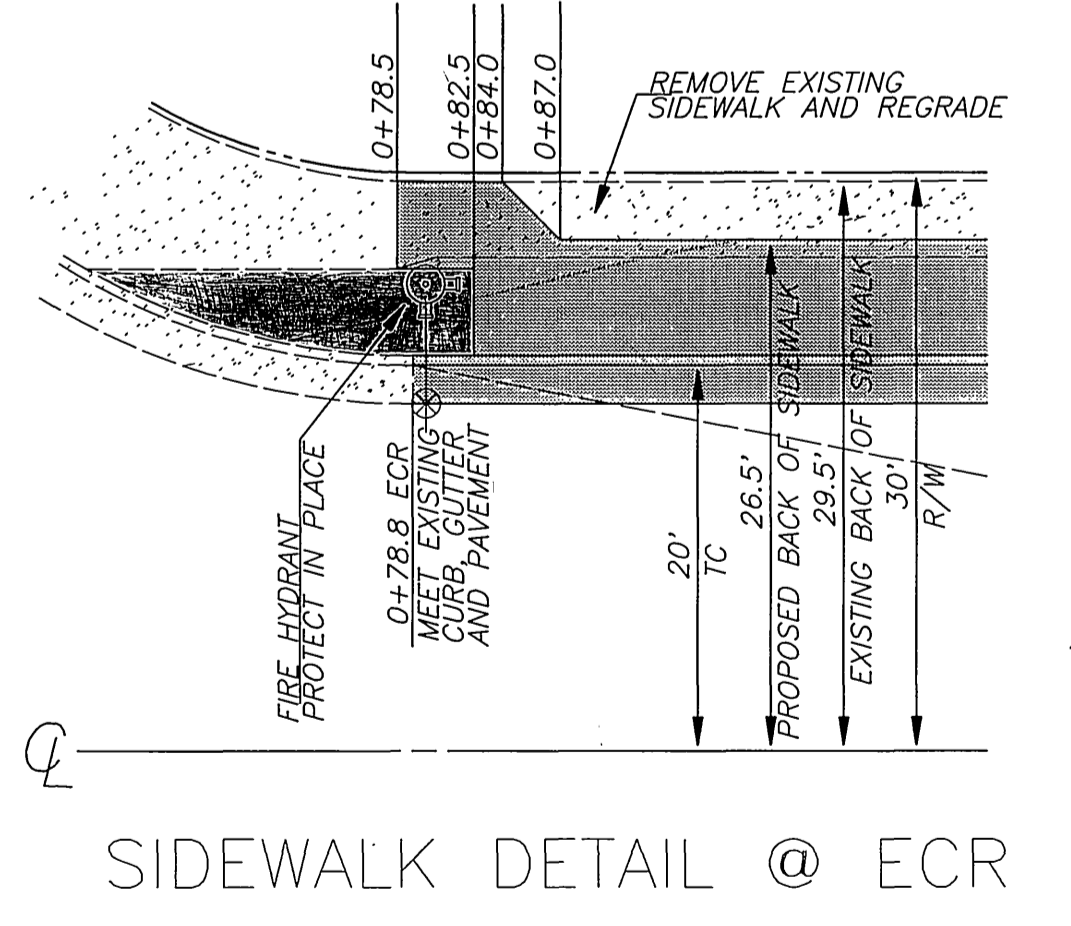 0+78.5
0+82.5
0+84.0
0+87.0
REMOVE EXISTING
SIDEWALK AND REGRADE
FIRE HYDRANT
PROTECT IN PLACE
0+78.8 ECR
MEET EXISTING
CURB, GUTTER
AND PAVEMENT
20'
TC
26.5'
PROPOSED BACK OF SIDEWALK
29.5'
EXISTING BACK OF SIDEWALK
30'
R/W
CL
SIDEWALK DETAIL @ ECR